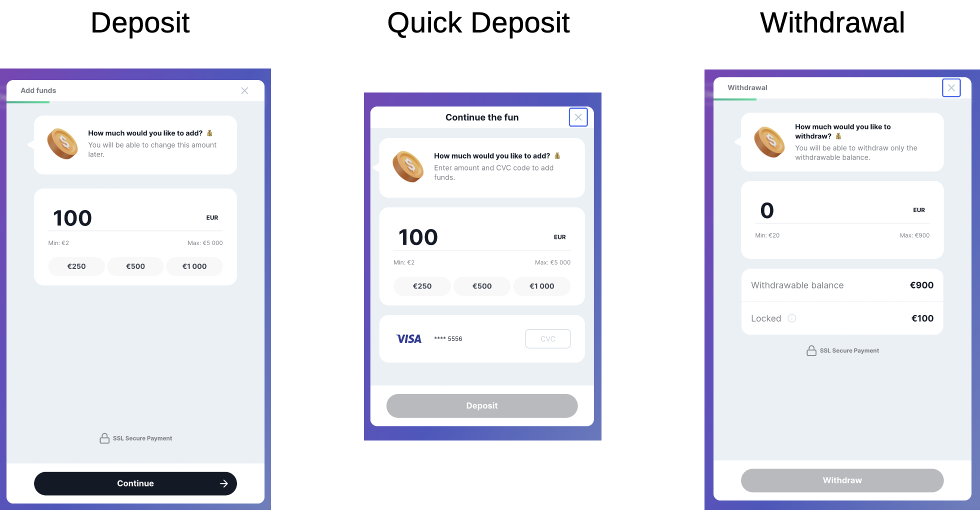 Deposit
Quick Deposit
Withdrawal
Add funds
How much would you like to add?
You will be able to change this amount
later.
100
EUR
Min: €2
Max: €5 000
€250
€500
€1 000
SSL Secure Payment
Continue
Continue the fun
How much would you like to add?
Enter amount and CVC code to add
funds.
100
EUR
Min: €2
Max: €5 000
€250
€500
€1 000
VISA
**** 5556
CVC
Deposit
Withdrawal
How much would you like to
withdraw?
You will be able to withdraw only the
withdrawable balance.
0
EUR
Min: €20
Max: €900
Withdrawable balance
€900
Locked
€100
SSL Secure Payment
Withdraw